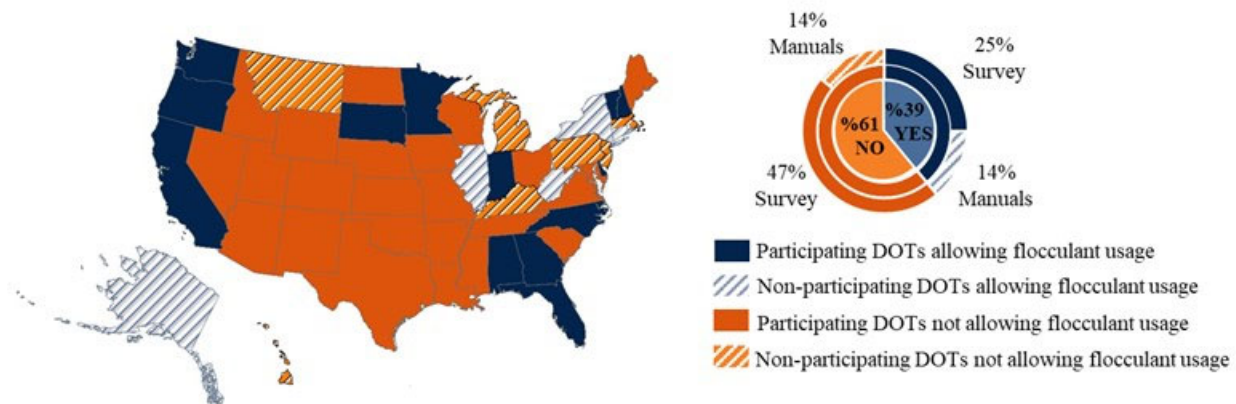 14%
Manuals
25%
Survey
%61
NO
%39
YES
47%
Survey
14%
Manuals
Participating DOTs allowing flocculant usage
Non-participating DOTs allowing flocculant usage
Participating DOTs not allowing flocculant usage
Non-participating DOTs not allowing flocculant usage